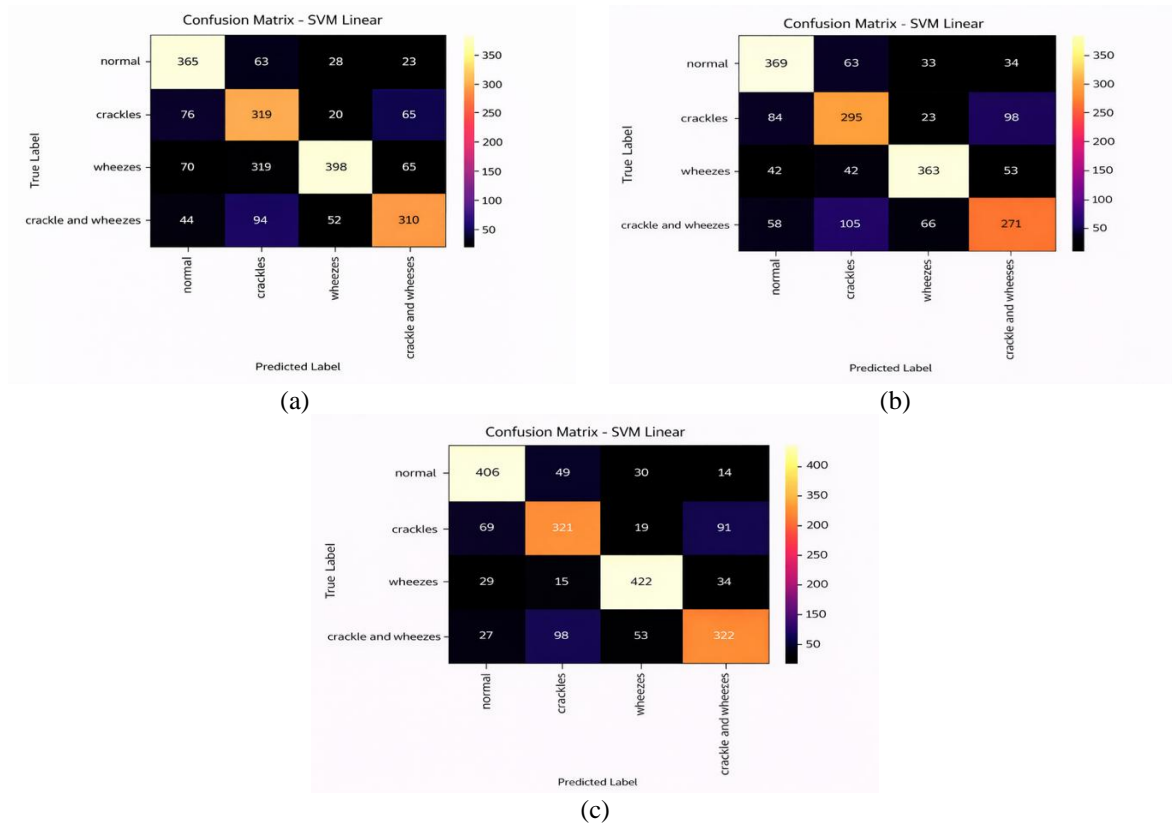 Confusion Matrix - SVM Linear
True Label
normal 365 63 28 23
crackles 76 319 20 65
wheezes 70 319 398 65
crackle and wheezes 44 94 52 310
350
300
250
200
150
100
50
normal crackles wheezes crackle and wheeses
Predicted Label
(a)
Confusion Matrix - SVM Linear
True Label
normal 369 63 33 34
crackles 84 295 23 98
wheezes 42 42 363 53
crackle and wheezes 58 105 66 271
350
300
250
200
150
100
50
normal crackles wheezes crackle and wheeses
Predicted Label
(b)
Confusion Matrix - SVM Linear
True Label
normal 406 49 30 14
crackles 69 321 19 91
wheezes 29 15 422 34
crackle and wheezes 27 98 53 322
400
350
200
250
200
150
100
50
normal crackles wheezes crackle and wheezes
Predicted Label
(c)